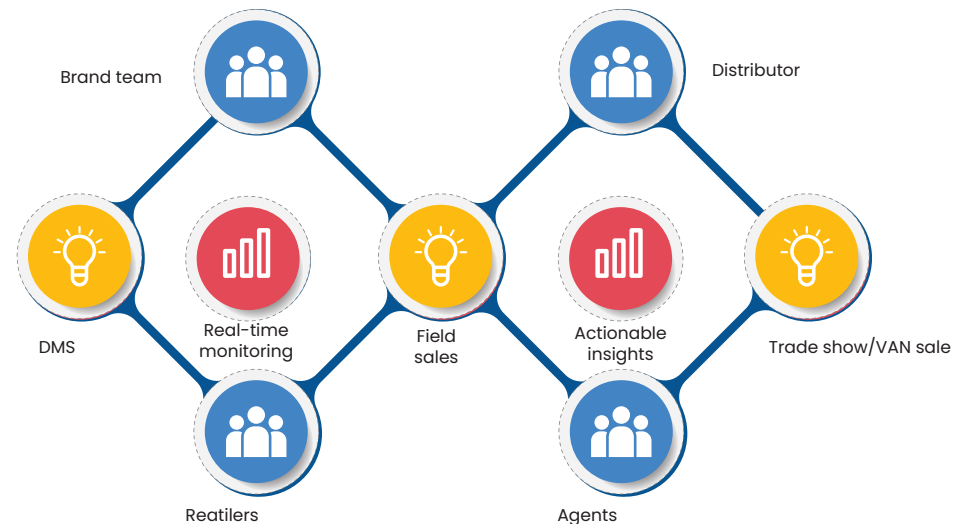 Brand team
Distributor
DMS
Real-time
monitoring
Field
sales
Actionable
insights
Trade show/VAN sale
Reatilers
Agents